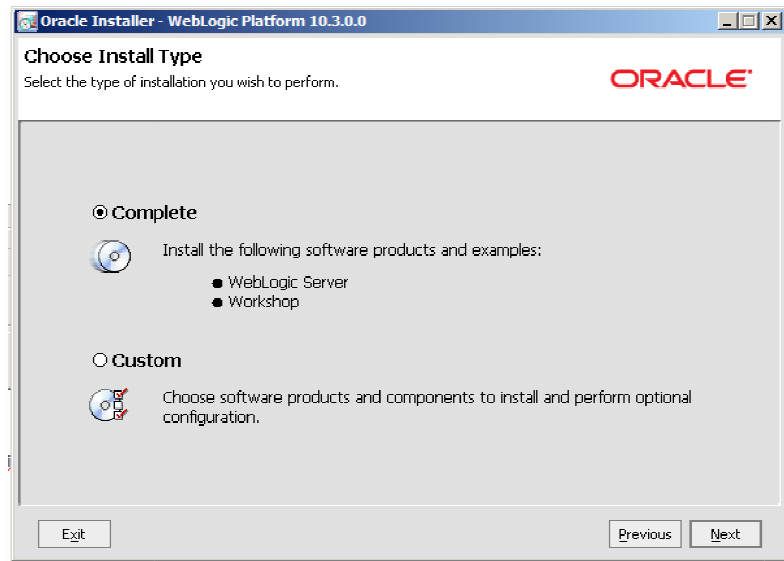 Oracle Installer - WebLogic Platform 10.3.0.0
Choose Install Type
Select the type of installation you wish to perform.
ORACLE
Complete
Install the following software products and examples:
WebLogic Server
Workshop
Custom
Choose software products and components to install and perform optional
configuration.
Exit
Previous
Next